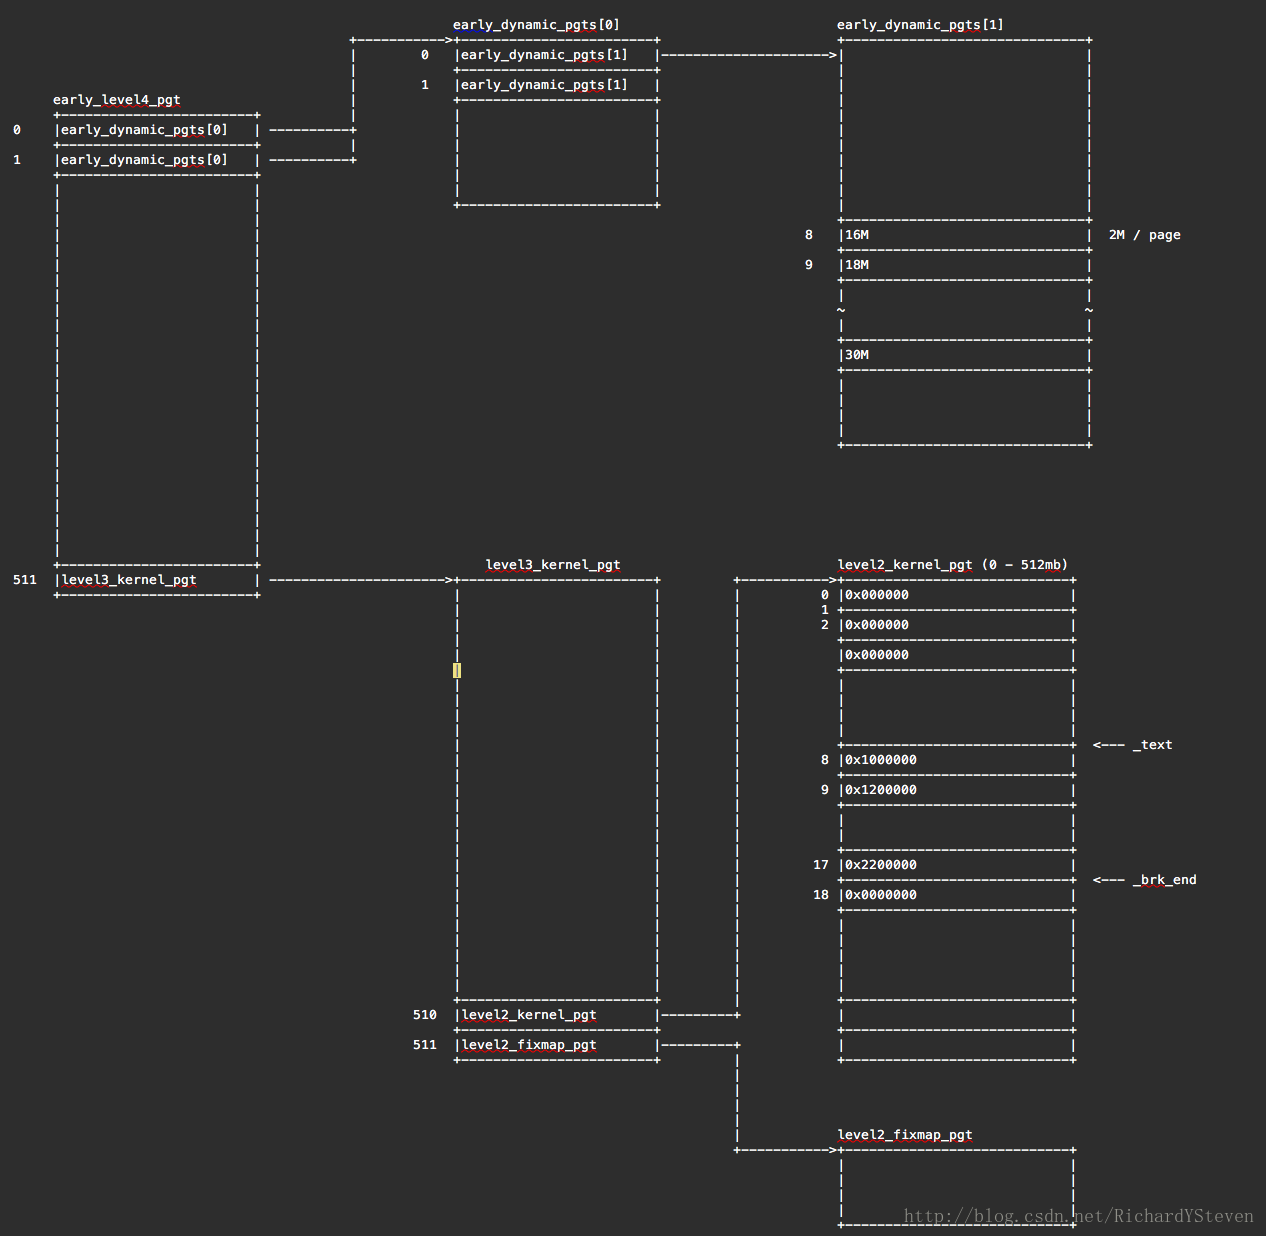 early_dynamic_pgts[0]
early_dynamic_pgts[1]
0 early_dynamic_pgts[1]
1 early_dynamic_pgts[1]
early_level4_pgt
0 early_dynamic_pgts[0]
1 early_dynamic_pgts[0]
8 16M 2M / page
9 18M
~ ~
30M
level3_kernel_pgt
level2_kernel_pgt (0 - 512mb)
511 level3_kernel_pgt
0 0x000000
1
2 0x000000
0x000000
<--- _text
8 0x1000000
9 0x1200000
17 0x2200000
<--- _brk_end
18 0x0000000
510 level2_kernel_pgt
511 level2_fixmap_pgt
level2_fixmap_pgt
http://blog.csdn.net/RichardYSteven